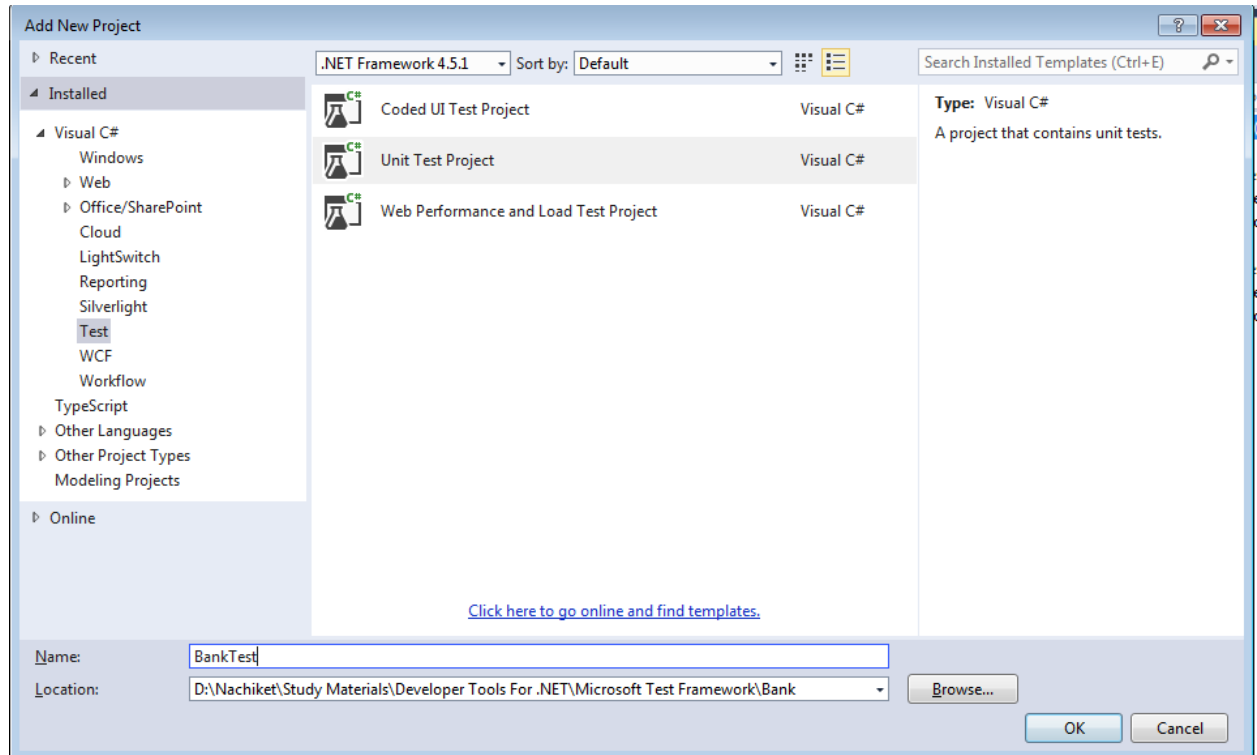 Add New Project
?
Recent
.NET Framework 4.5.1
Sort by: Default
Search Installed Templates (Ctrl+E)
Installed
Visual C#
Windows
Web
Office/SharePoint
Cloud
LightSwitch
Reporting
Silverlight
Test
WCF
Workflow
TypeScript
Other Languages
Other Project Types
Modeling Projects
Online
C# Coded UI Test Project Visual C#
C# Unit Test Project Visual C#
C# Web Performance and Load Test Project Visual C#
Click here to go online and find templates.
Type: Visual C#
A project that contains unit tests.
Name: BankTest
Location: D:\Nachiket\Study Materials\Developer Tools For .NET\Microsoft Test Framework\Bank
Browse...
OK Cancel